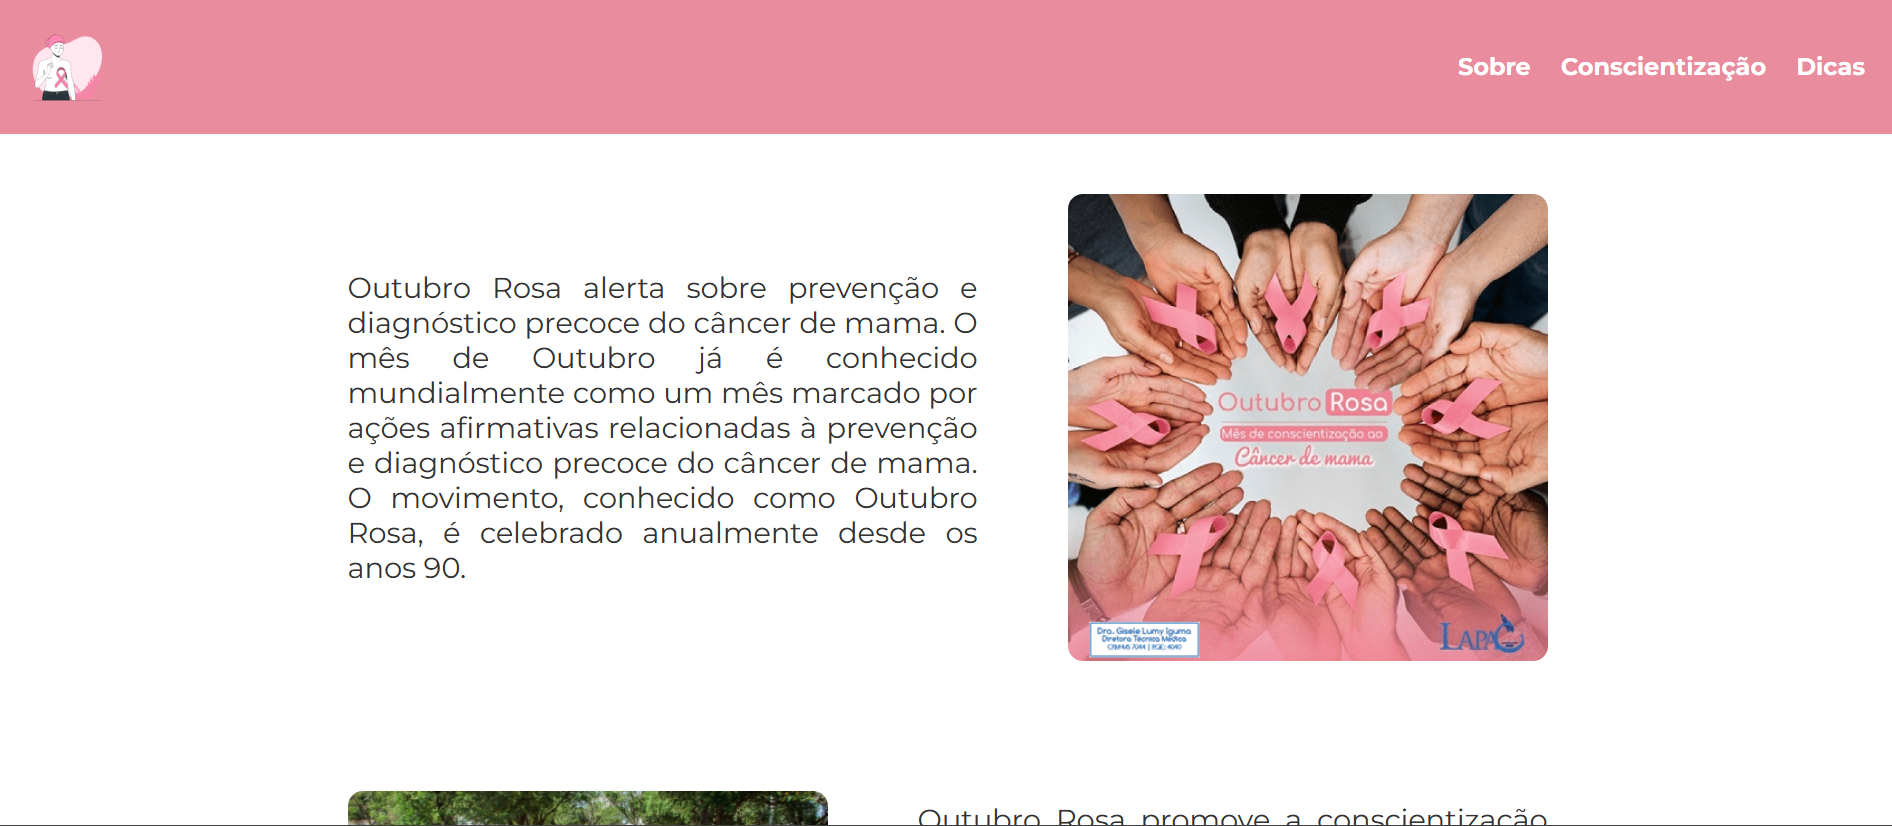 Sobre Conscientização Dicas
Outubro Rosa alerta sobre prevenção e
diagnóstico precoce do câncer de mama. O
mês de Outubro já é conhecido
mundialmente como um mês marcado por
ações afirmativas relacionadas à prevenção
e diagnóstico precoce do câncer de mama.
O movimento, conhecido como Outubro
Rosa, é celebrado anualmente desde os
anos 90.
Outubro Rosa
Mês de conscientização ao
Câncer de mama
Dra. Gisele Lumy Iguma
Diretora Técnica Médica
CRM-MS 7044 | RQE: 4040
LAPAC
Outubro Rosa promove a conscientização